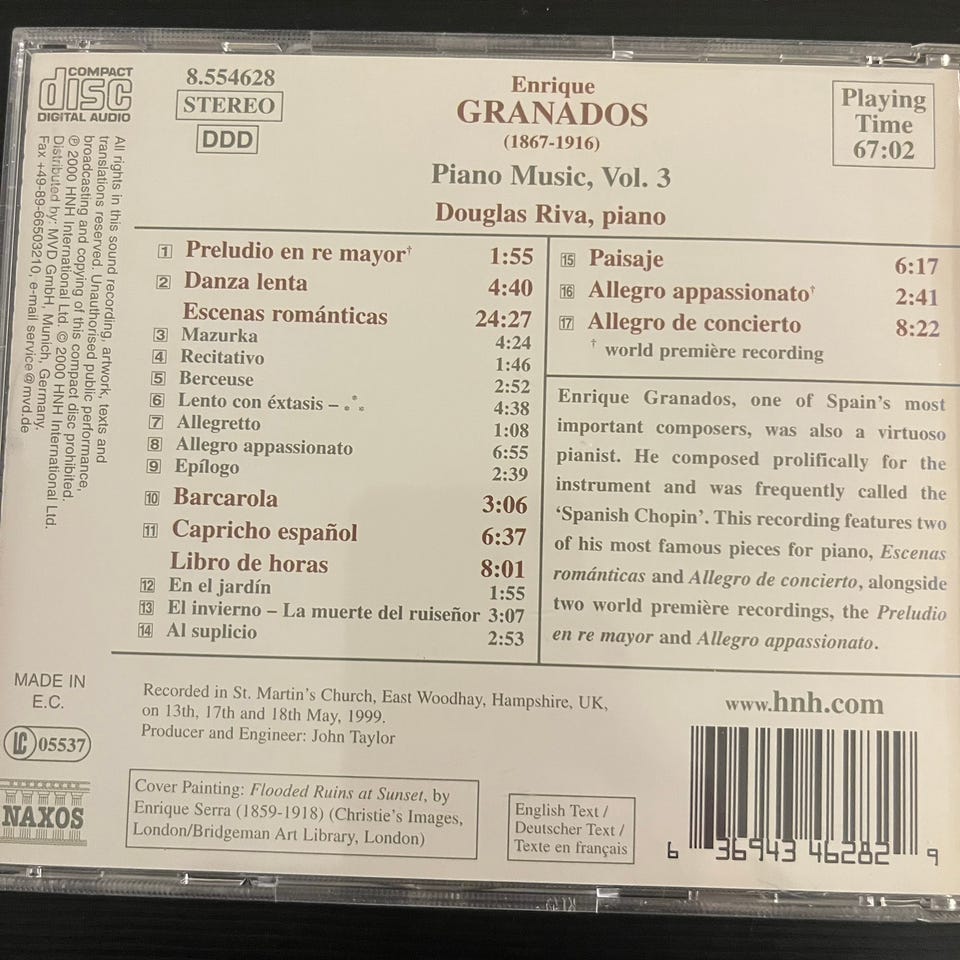 COMPACT
disc
DIGITAL AUDIO
8.554628
STEREO
DDD
Enrique
GRANADOS
(1867-1916)
Piano Music, Vol. 3
Douglas Riva, piano
Playing
Time
67:02
All rights in this sound recording, artwork, texts and
translations reserved. Unauthorised public performance,
broadcasting and copying of this compact disc prohibited.
℗ 2000 HNH International Ltd. © 2000 HNH International Ltd.
Distributed by: MVD GmbH, Munich, Germany.
Fax +49-89-66503210, e-mail service@mvd.de
1 Preludio en re mayor† 1:55
2 Danza lenta 4:40
Escenas románticas 24:27
3 Mazurka 4:24
4 Recitativo 1:46
5 Berceuse 2:52
6 Lento con éxtasis – 4:38
7 Allegretto 1:08
8 Allegro appassionato 6:55
9 Epílogo 2:39
10 Barcarola 3:06
11 Capricho español 6:37
Libro de horas 8:01
12 En el jardín 1:55
13 El invierno – La muerte del ruiseñor 3:07
14 Al suplicio 2:53
15 Paisaje 6:17
16 Allegro appassionato† 2:41
17 Allegro de concierto 8:22
† world première recording
Enrique Granados, one of Spain's most
important composers, was also a virtuoso
pianist. He composed prolifically for the
instrument and was frequently called the
'Spanish Chopin'. This recording features two
of his most famous pieces for piano, Escenas
románticas and Allegro de concierto, alongside
two world première recordings, the Preludio
en re mayor and Allegro appassionato.
MADE IN
E.C.
LC 05537
NAXOS
Recorded in St. Martin's Church, East Woodhay, Hampshire, UK,
on 13th, 17th and 18th May, 1999.
Producer and Engineer: John Taylor
Cover Painting: Flooded Ruins at Sunset, by
Enrique Serra (1859-1918) (Christie's Images,
London/Bridgeman Art Library, London)
English Text /
Deutscher Text /
Texte en français
www.hnh.com
6 36943 46282 9